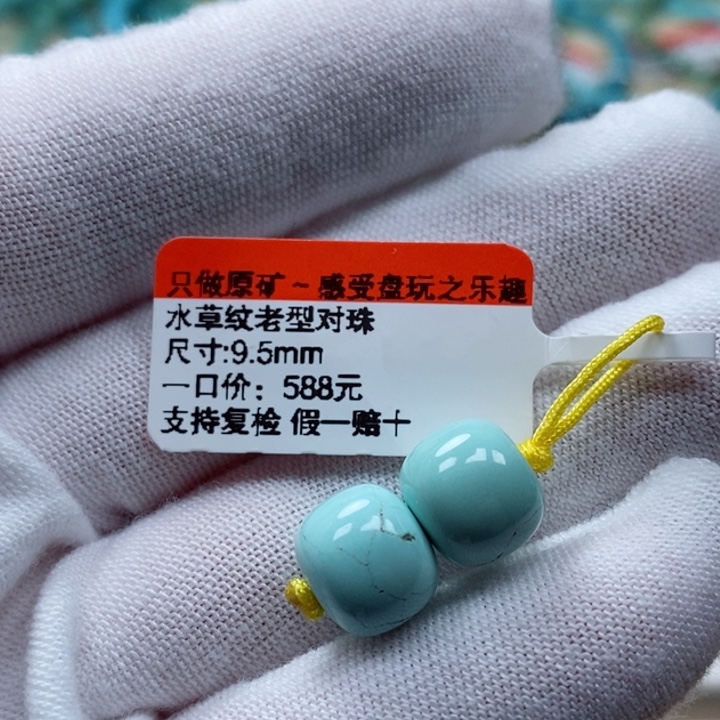 只做原矿~感受盘玩之乐趣
水草纹老型对珠
尺寸:9.5mm
一口价：588元
支持复检 假一赔十